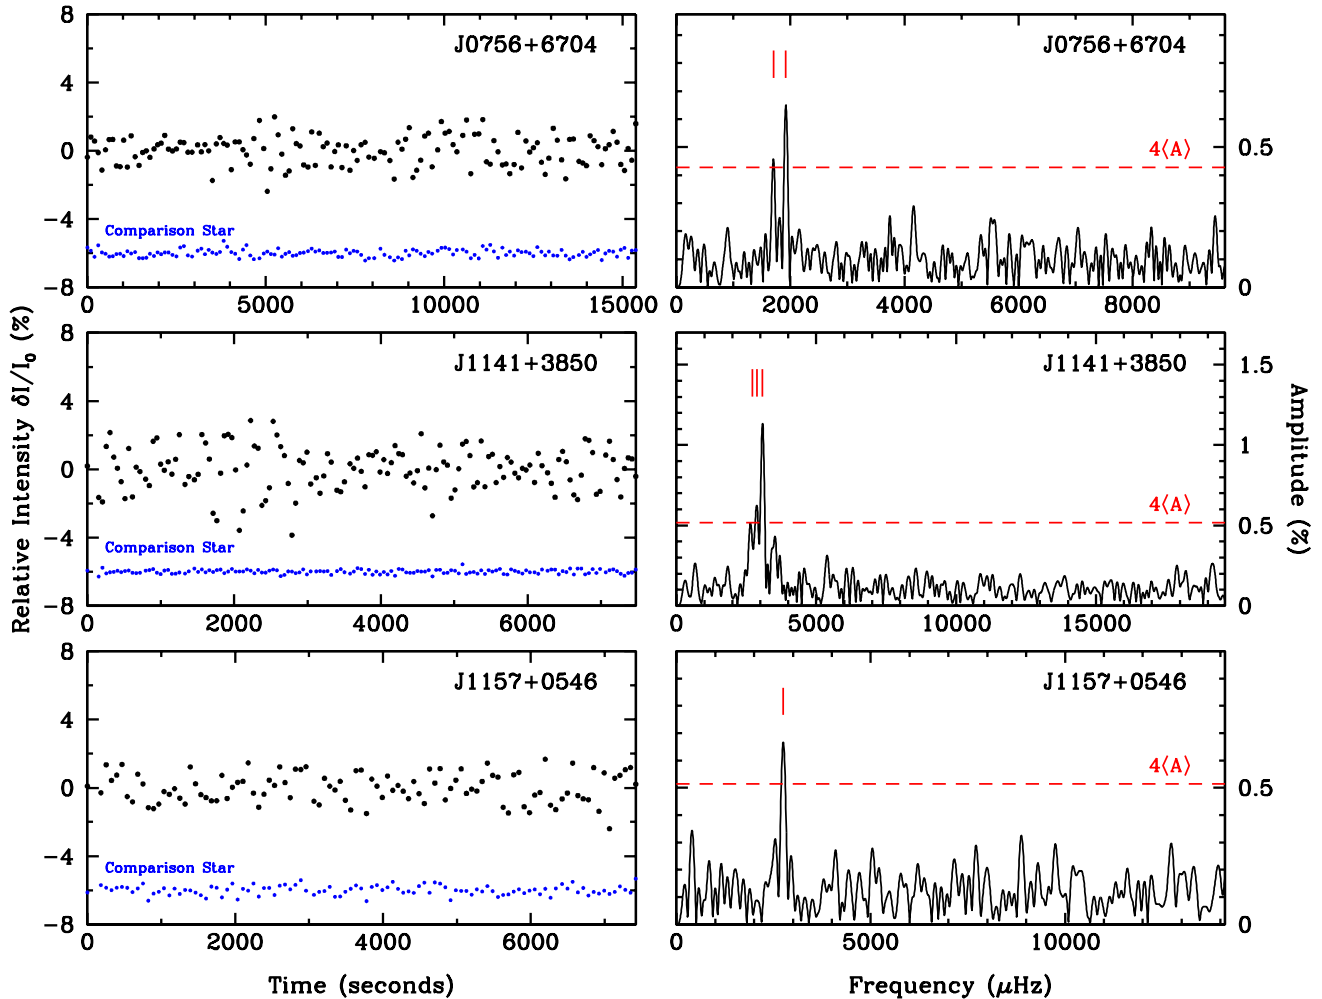 J0756+6704
8
4
0
−4
−8
Comparison Star
0
5000
10000
15000
J0756+6704
4⟨A⟩
0.5
0
0
2000
4000
6000
8000
J1141+3850
8
4
0
−4
−8
Comparison Star
0
2000
4000
6000
J1141+3850
4⟨A⟩
1.5
1
0.5
0
0
5000
10000
15000
J1157+0546
8
4
0
−4
−8
Comparison Star
0
2000
4000
6000
J1157+0546
4⟨A⟩
0.5
0
0
5000
10000
Relative Intensity δI/I₀ (%)
Amplitude (%)
Time (seconds)
Frequency (μHz)